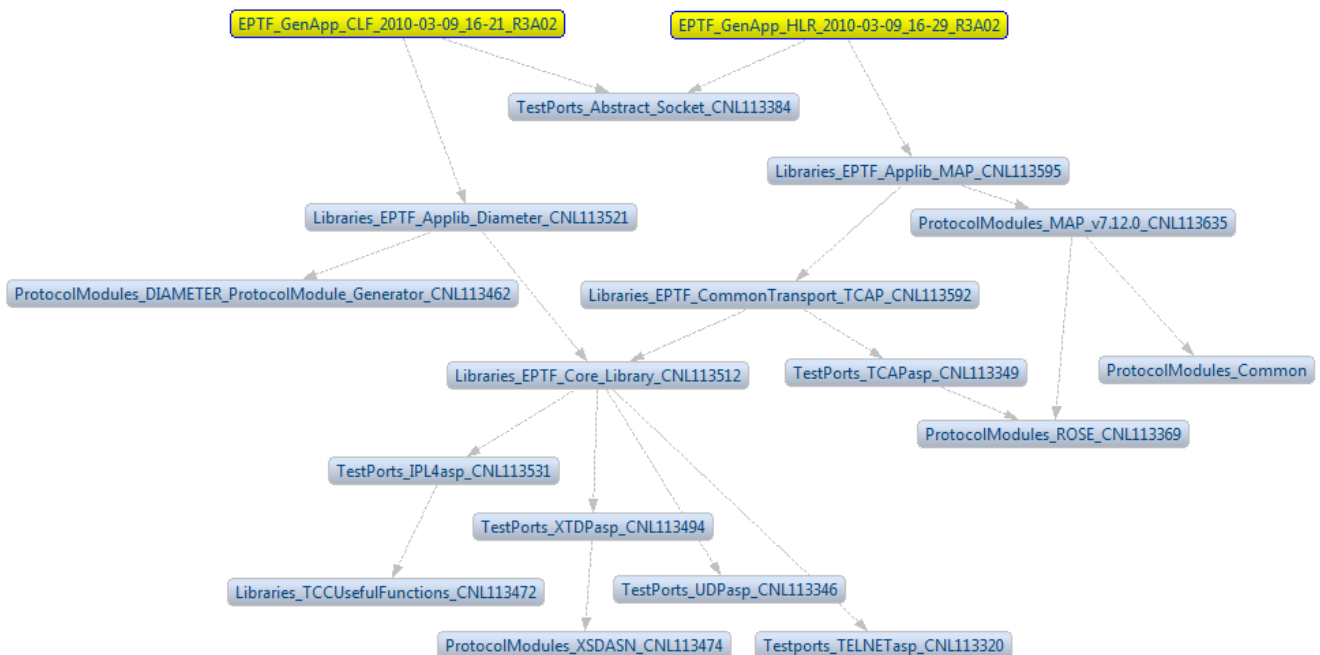 EPTF_GenApp_CLF_2010-03-09_16-21_R3A02
EPTF_GenApp_HLR_2010-03-09_16-29_R3A02
TestPorts_Abstract_Socket_CNL113384
Libraries_EPTF_Applib_MAP_CNL113595
Libraries_EPTF_Applib_Diameter_CNL113521
ProtocolModules_MAP_v7.12.0_CNL113635
ProtocolModules_DIAMETER_ProtocolModule_Generator_CNL113462
Libraries_EPTF_CommonTransport_TCAP_CNL113592
Libraries_EPTF_Core_Library_CNL113512
TestPorts_TCAPasp_CNL113349
ProtocolModules_Common
ProtocolModules_ROSE_CNL113369
TestPorts_IPL4asp_CNL113531
TestPorts_XTDPasp_CNL113494
Libraries_TCCUsefulFunctions_CNL113472
TestPorts_UDPasp_CNL113346
ProtocolModules_XSDASN_CNL113474
Testports_TELNETasp_CNL113320